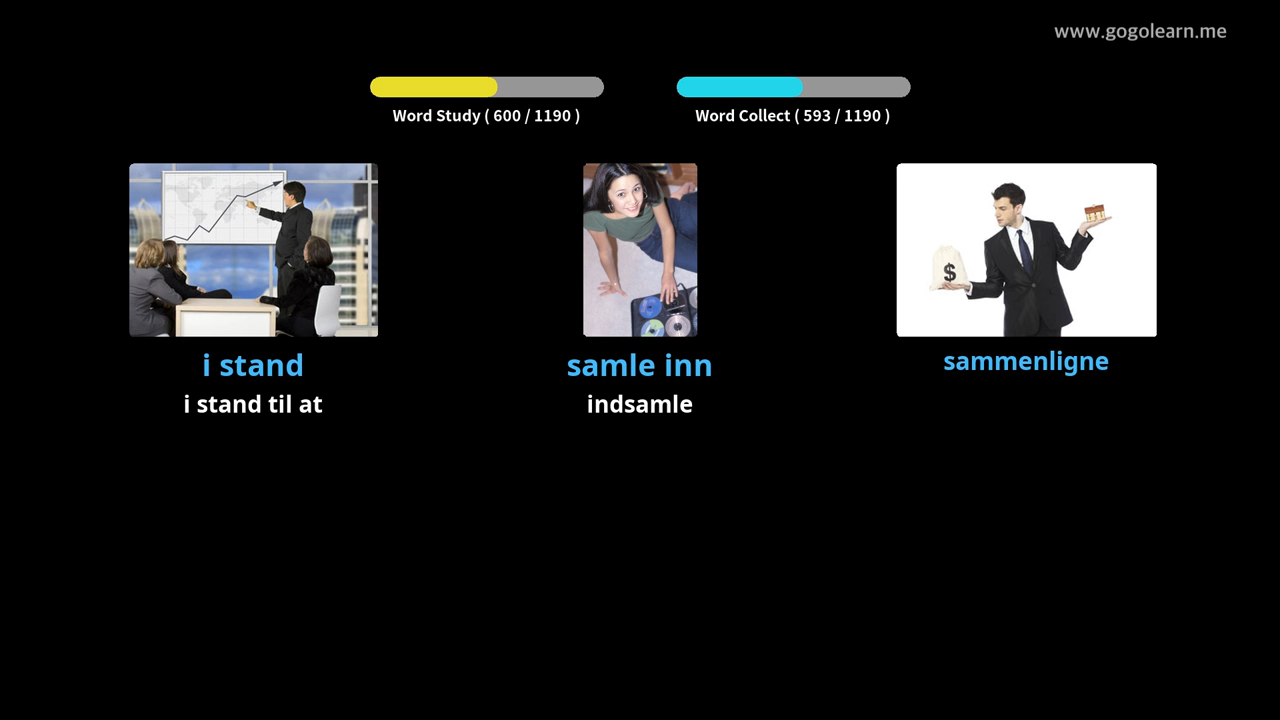 www.gogolearn.me
Word Study ( 600 / 1190 )
Word Collect ( 593 / 1190 )
$
i stand
samle inn
sammenligne
i stand til at
indsamle